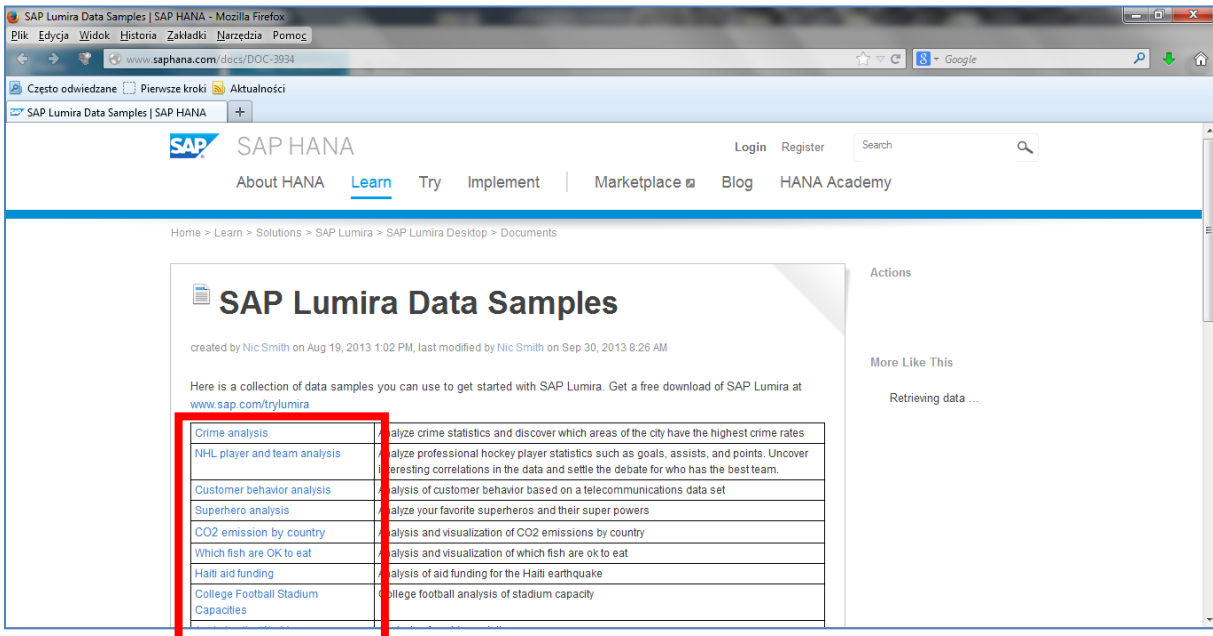 SAP Lumira Data Samples | SAP HANA - Mozilla Firefox
Plik Edycja Widok Historia Zakładki Narzędzia Pomoc
www.saphana.com/docs/DOC-3934
Google
Często odwiedzane Pierwsze kroki Aktualności
SAP Lumira Data Samples | SAP HANA
SAP SAP HANA
Login Register Search
About HANA Learn Try Implement Marketplace Blog HANA Academy
Home > Learn > Solutions > SAP Lumira > SAP Lumira Desktop > Documents
Actions
SAP Lumira Data Samples
created by Nic Smith on Aug 19, 2013 1:02 PM, last modified by Nic Smith on Sep 30, 2013 8:26 AM
More Like This
Retrieving data ...
Here is a collection of data samples you can use to get started with SAP Lumira. Get a free download of SAP Lumira at
www.sap.com/trylumira
Crime analysis
Analyze crime statistics and discover which areas of the city have the highest crime rates
NHL player and team analysis
Analyze professional hockey player statistics such as goals, assists, and points. Uncover
interesting correlations in the data and settle the debate for who has the best team.
Customer behavior analysis
Analysis of customer behavior based on a telecommunications data set
Superhero analysis
Analyze your favorite superheros and their super powers
CO2 emission by country
Analysis and visualization of CO2 emissions by country
Which fish are OK to eat
Analysis and visualization of which fish are ok to eat
Haiti aid funding
Analysis of aid funding for the Haiti earthquake
College Football Stadium
Capacities
College football analysis of stadium capacity